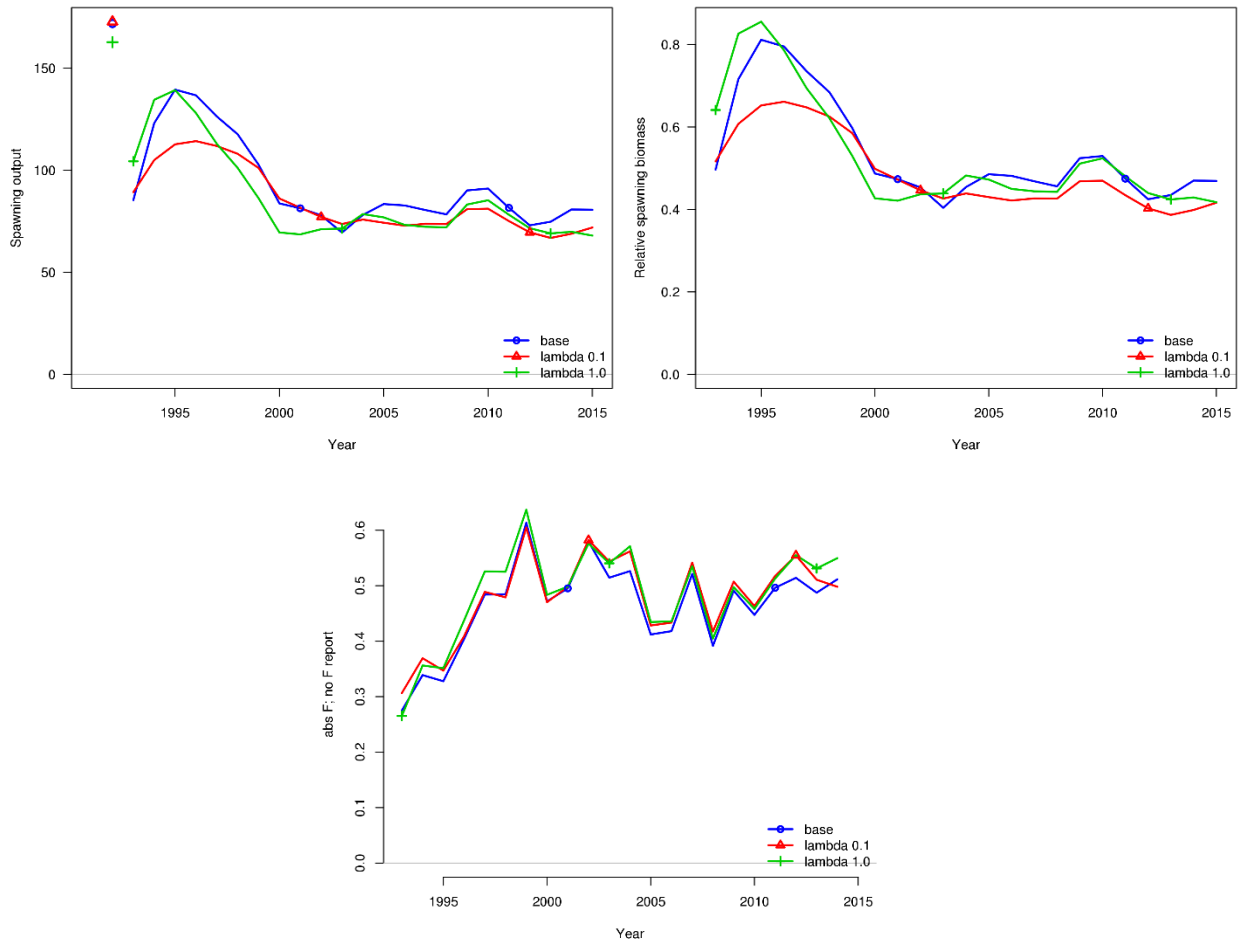 Spawning output
150
100
50
0
1995
2000
2005
2010
2015
Year
base
lambda 0.1
lambda 1.0
Relative spawning biomass
0.8
0.6
0.4
0.2
0.0
1995
2000
2005
2010
2015
Year
base
lambda 0.1
lambda 1.0
abs F; no F report
0.6
0.5
0.4
0.3
0.2
0.1
0.0
1995
2000
2005
2010
2015
Year
base
lambda 0.1
lambda 1.0